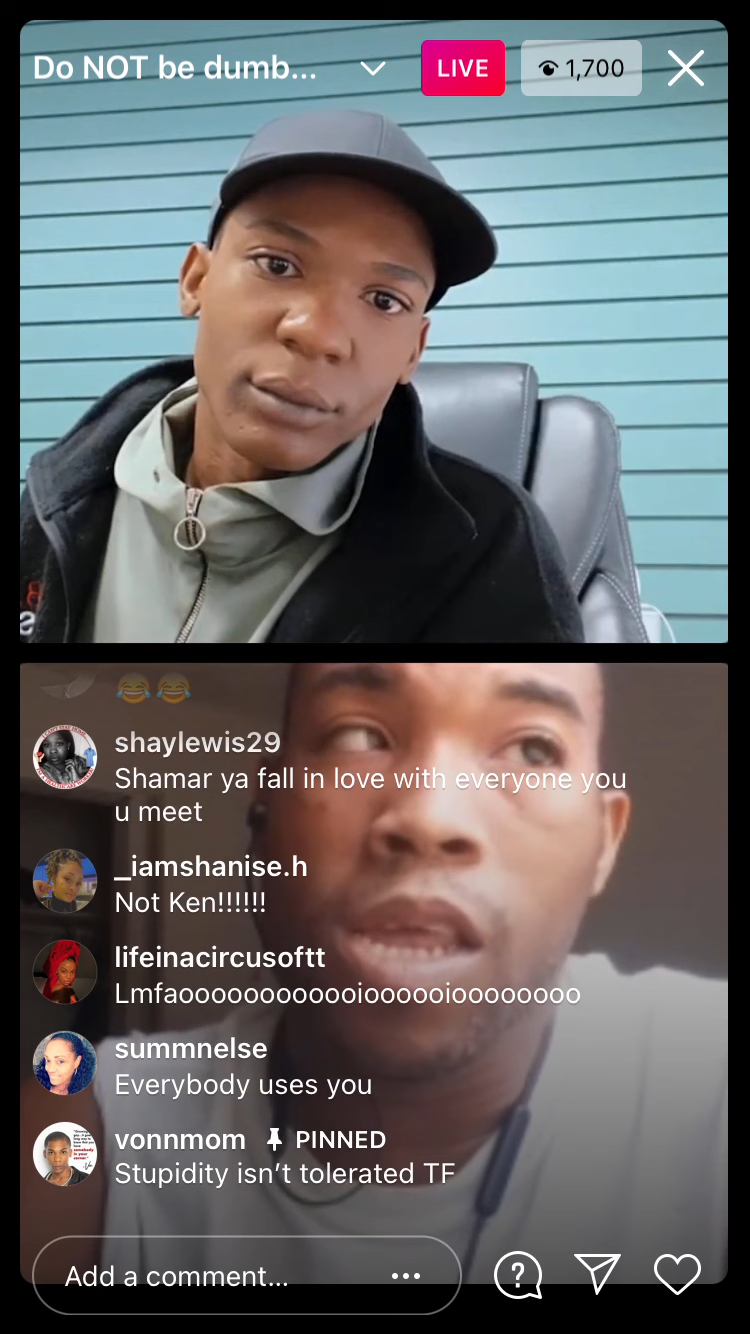 Do NOT be dumb...
LIVE
1,700
😂😂
shaylewis29
Shamar ya fall in love with everyone you
u meet
_iamshanise.h
Not Ken!!!!!!
lifeinacircusoftt
Lmfaoooooooooooioooooioooooooo
summnelse
Everybody uses you
vonnmom PINNED
Stupidity isn’t tolerated TF
Add a comment...